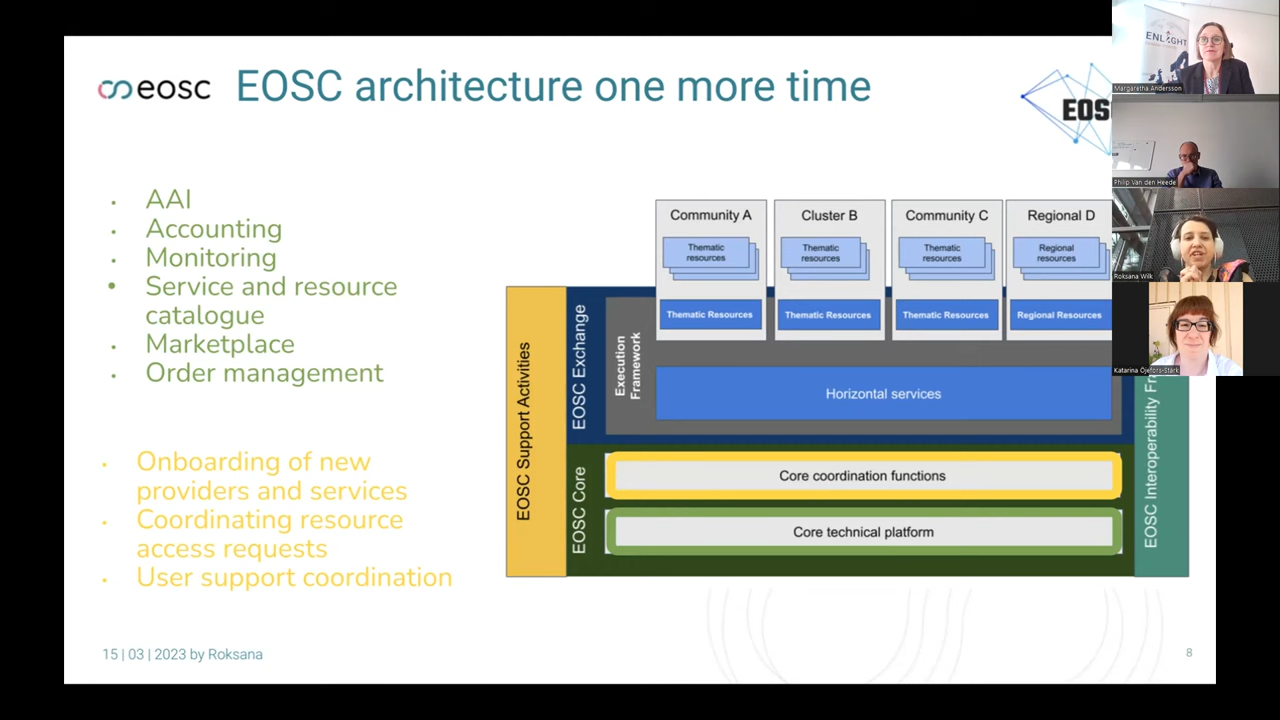 eosc
EOSC architecture one more time
AAI
Accounting
Monitoring
Service and resource
catalogue
Marketplace
Order management
Onboarding of new
providers and services
Coordinating resource
access requests
User support coordination
15 | 03 | 2023 by Roksana
8
Community A
Thematic
resources
Thematic Resources
Cluster B
Thematic
resources
Thematic Resources
Community C
Thematic
resources
Thematic Resources
Regional D
Regional
resources
Regional Resources
EOSC Support Activities
EOSC Exchange
Execution
Framework
Horizontal services
EOSC Core
Core coordination functions
Core technical platform
EOSC Interoperability
ENLIGHT
Margaretha Andersson
Philip Van den Heede
Roksana Wilk
Katarina Öjefors-Stark